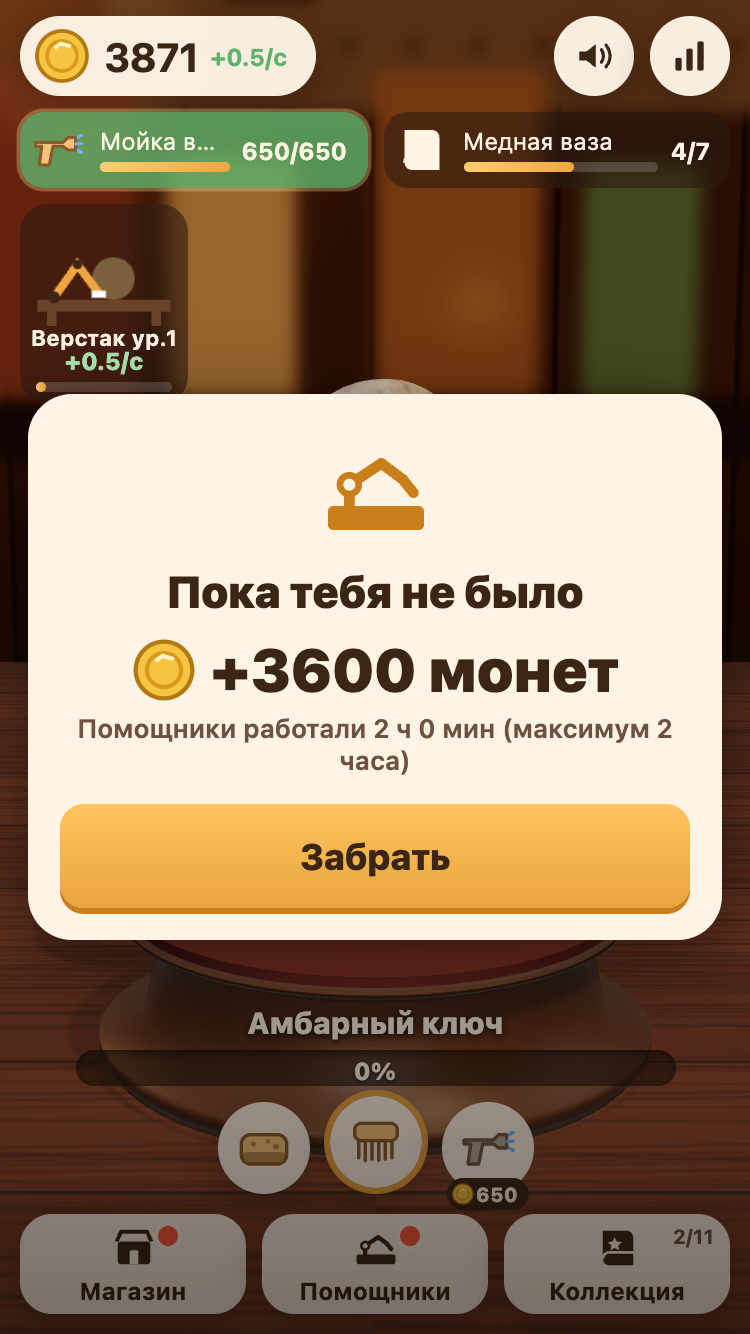 3871 +0.5/с
Мойка в... 650/650
Медная ваза 4/7
Верстак ур.1
+0.5/с
Пока тебя не было
+3600 монет
Помощники работали 2 ч 0 мин (максимум 2
часа)
Забрать
Амбарный ключ
0%
650
Магазин
Помощники
2/11
Коллекция